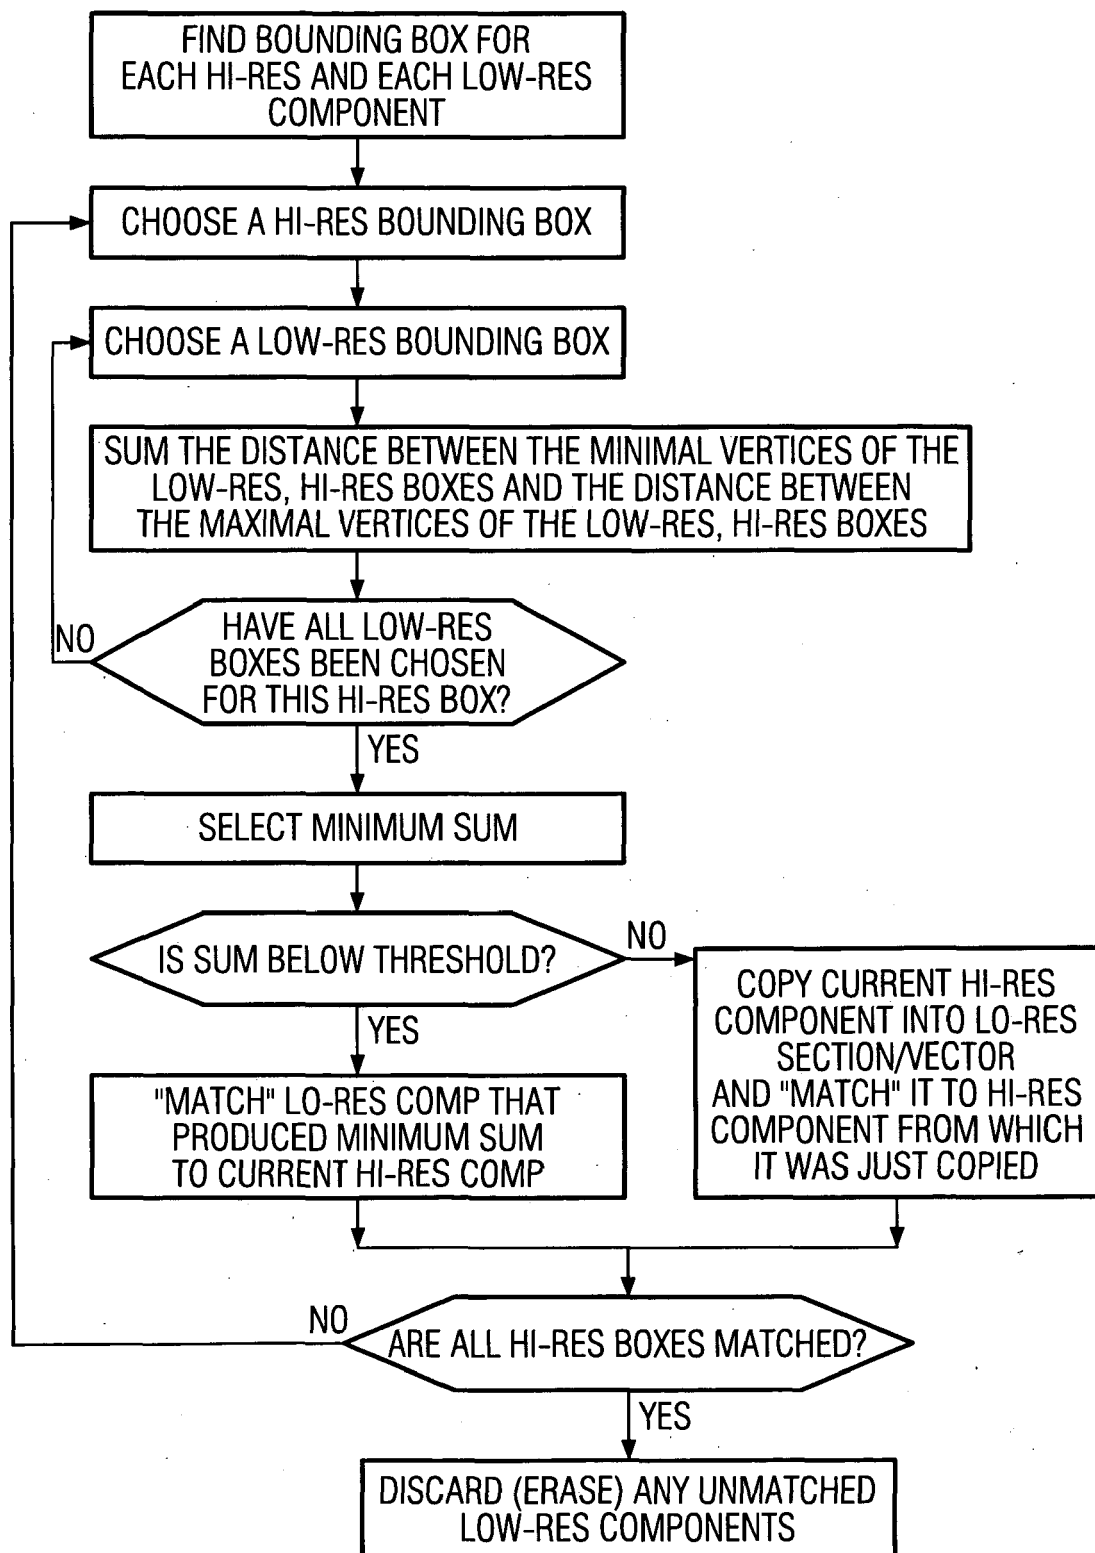 FIND BOUNDING BOX FOR
EACH HI-RES AND EACH LOW-RES
COMPONENT
CHOOSE A HI-RES BOUNDING BOX
CHOOSE A LOW-RES BOUNDING BOX
SUM THE DISTANCE BETWEEN THE MINIMAL VERTICES OF THE
LOW-RES, HI-RES BOXES AND THE DISTANCE BETWEEN
THE MAXIMAL VERTICES OF THE LOW-RES, HI-RES BOXES
HAVE ALL LOW-RES
BOXES BEEN CHOSEN
FOR THIS HI-RES BOX?
NO
YES
SELECT MINIMUM SUM
IS SUM BELOW THRESHOLD?
NO
YES
"MATCH" LO-RES COMP THAT
PRODUCED MINIMUM SUM
TO CURRENT HI-RES COMP
COPY CURRENT HI-RES
COMPONENT INTO LO-RES
SECTION/VECTOR
AND "MATCH" IT TO HI-RES
COMPONENT FROM WHICH
IT WAS JUST COPIED
NO
ARE ALL HI-RES BOXES MATCHED?
YES
DISCARD (ERASE) ANY UNMATCHED
LOW-RES COMPONENTS